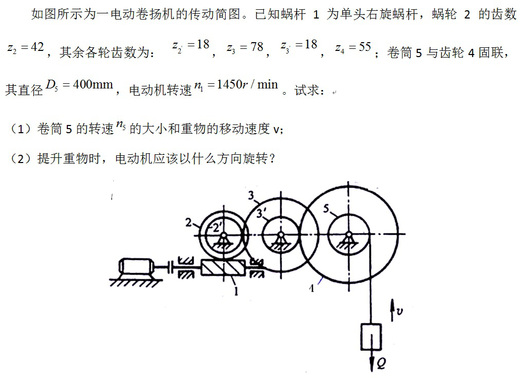 如图所示为一电动卷扬机的传动简图。已知蜗杆 1 为单头右旋蜗杆，蜗轮 2 的齿数
z₂ = 42，其余各轮齿数为：z₂' = 18，z₃ = 78，z₃' = 18，z₄ = 55；卷筒 5 与齿轮 4 固联，
其直径 D₅ = 400mm，电动机转速 n₁ = 1450r / min 。试求：
（1）卷筒 5 的转速 n₅ 的大小和重物的移动速度 v；
（2）提升重物时，电动机应该以什么方向旋转？
3
5
2
2'
3'
1
4
v
Q